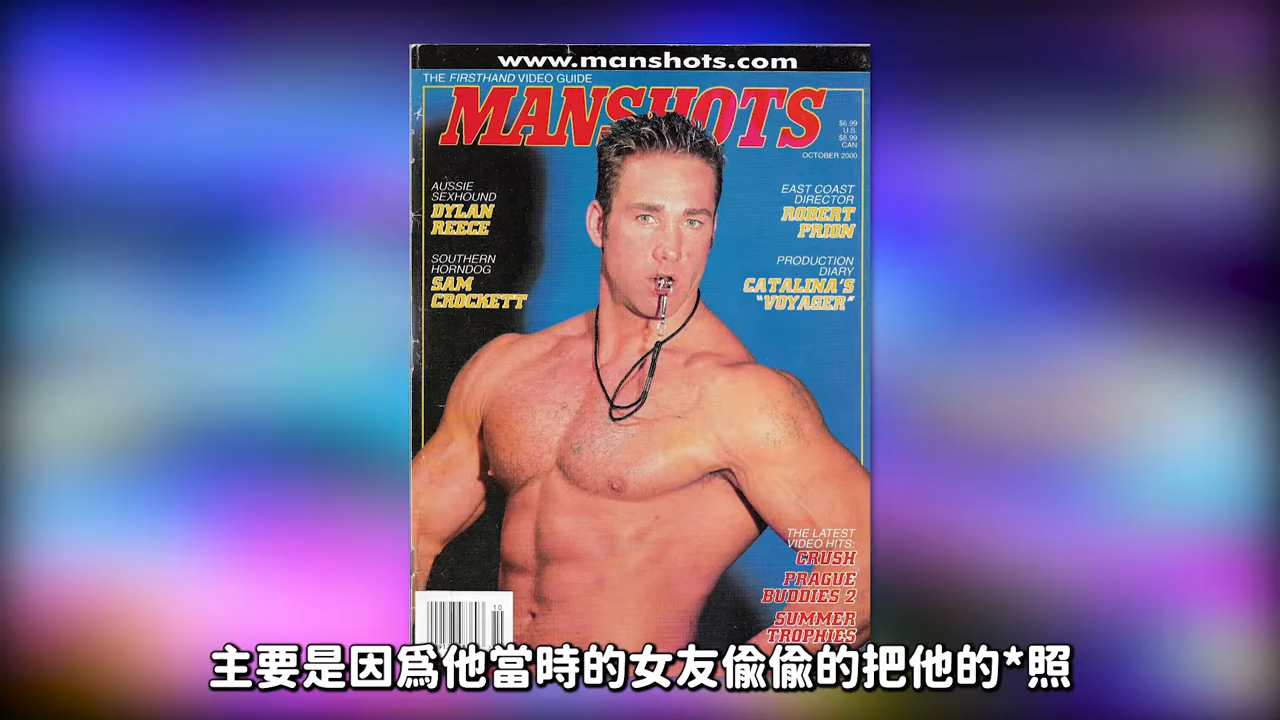 www.manshots.com
THE FIRSTHAND VIDEO GUIDE
MANSHOTS
$6.99
U.S.
$8.99
CAN
OCTOBER 2000
AUSSIE
SEXHOUND
DYLAN
REECE
SOUTHERN
HORNDOG
SAM
CROCKETT
EAST COAST
DIRECTOR
ROBERT
PRION
PRODUCTION
DIARY
CATALINA'S
"VOYAGER"
THE LATEST
VIDEO HITS:
CRUSH
PRAGUE
BUDDIES 2
SUMMER
TROPHIES
10
主要是因爲他當時的女友偷偷的把他的*照